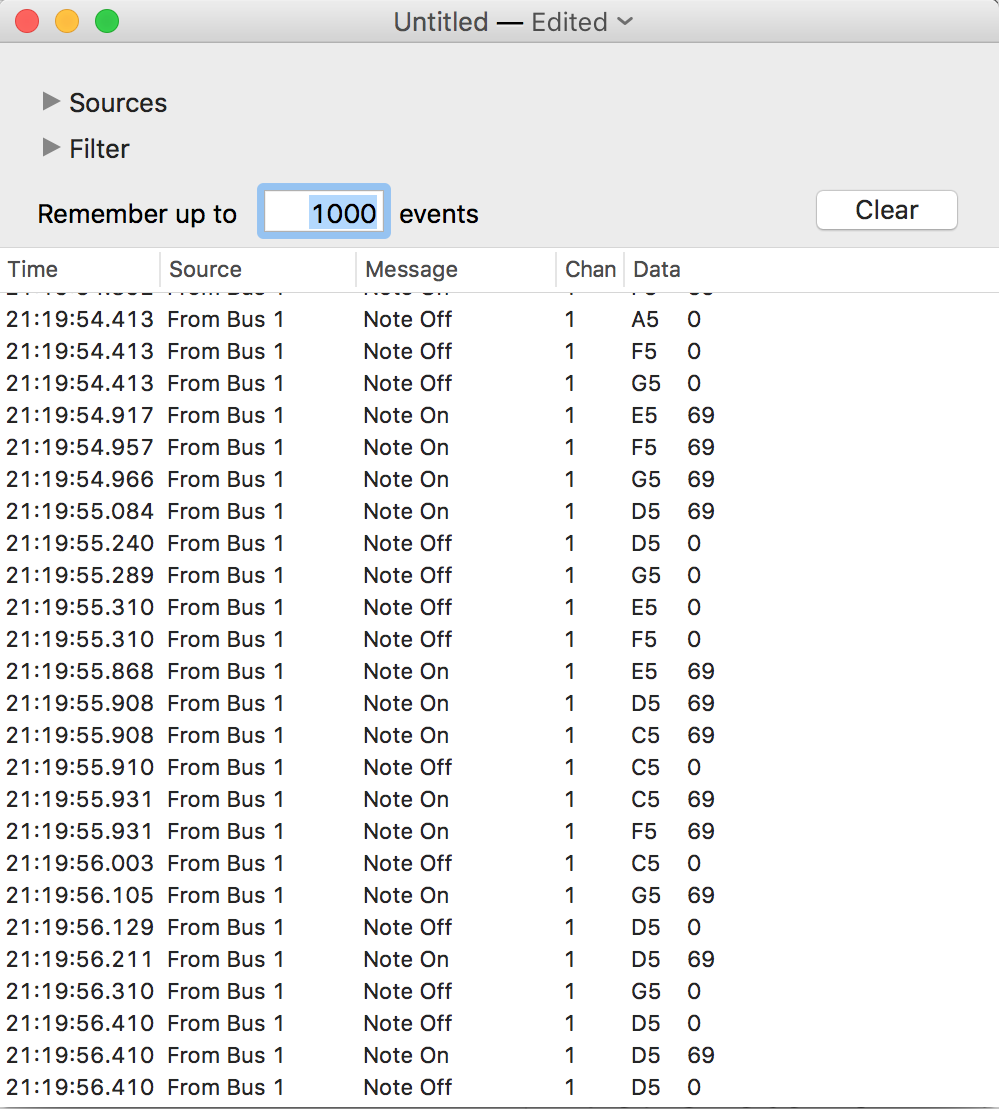 Untitled — Edited
Sources
Filter
Remember up to 1000 events Clear
Time Source Message Chan Data
21:19:54.413 From Bus 1 Note Off 1 A5 0
21:19:54.413 From Bus 1 Note Off 1 F5 0
21:19:54.413 From Bus 1 Note Off 1 G5 0
21:19:54.917 From Bus 1 Note On 1 E5 69
21:19:54.957 From Bus 1 Note On 1 F5 69
21:19:54.966 From Bus 1 Note On 1 G5 69
21:19:55.084 From Bus 1 Note On 1 D5 69
21:19:55.240 From Bus 1 Note Off 1 D5 0
21:19:55.289 From Bus 1 Note Off 1 G5 0
21:19:55.310 From Bus 1 Note Off 1 E5 0
21:19:55.310 From Bus 1 Note Off 1 F5 0
21:19:55.868 From Bus 1 Note On 1 E5 69
21:19:55.908 From Bus 1 Note On 1 D5 69
21:19:55.908 From Bus 1 Note On 1 C5 69
21:19:55.910 From Bus 1 Note Off 1 C5 0
21:19:55.931 From Bus 1 Note On 1 C5 69
21:19:55.931 From Bus 1 Note On 1 F5 69
21:19:56.003 From Bus 1 Note Off 1 C5 0
21:19:56.105 From Bus 1 Note On 1 G5 69
21:19:56.129 From Bus 1 Note Off 1 D5 0
21:19:56.211 From Bus 1 Note On 1 D5 69
21:19:56.310 From Bus 1 Note Off 1 G5 0
21:19:56.410 From Bus 1 Note Off 1 D5 0
21:19:56.410 From Bus 1 Note On 1 D5 69
21:19:56.410 From Bus 1 Note Off 1 D5 0